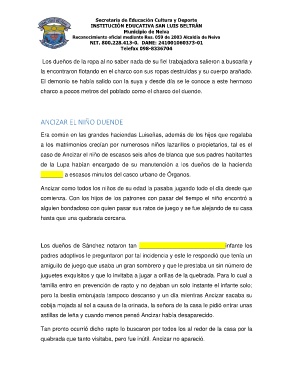 Secretaria de Educación Cultura y Deporte
INSTITUCIÓN EDUCATIVA SAN LUIS BELTRÁN
Municipio de Neiva
Reconocimiento oficial mediante Res. 059 de 2003 Alcaldía de Neiva
NIT. 800.228.413-0. DANE: 241001060373-01
Telefax 098-8336704
Los dueños de la ropa al no saber nada de su fiel trabajadora salieron a buscarla y
la encontraron flotando en el charco con sus ropas destruidas y su cuerpo arañado.
El demonio se había salido con la suya y desde día se le conoce a este hermoso
charco a pocos metros del poblado como el charco del duende.
ANCIZAR EL NIÑO DUENDE
Era común en las grandes haciendas Luiseñas, además de los hijos que regalaba
a los matrimonios crecían por numerosos niños lazarillos o propietarios, tal es el
caso de Ancizar el niño de escasos seis años de blanca que sus padres habitantes
de la Lupa habían encargado de su manutención a los dueños de la hacienda
a escasos minutos del casco urbano de Órganos.
Ancizar como todos los niños de su edad la pasaba jugando todo el día desde que
comienza. Con los hijos de los patrones con pasar del tiempo el niño encontró a
alguien bondadoso con quien pasar sus ratos de juego y se fue alejando de su casa
hasta que una quebrada cercana.
Los dueños de Sánchez notaron tan infante los
padres adoptivos le preguntaron por tal incidencia y este les respondió que tenía un
amiguito de juego que usaba un gran sombrero y que le prestaba un sin número de
juguetes exquisitos y que lo invitaba a jugar a orillas de la quebrada. Para lo cual a
familia entro en prevención de rapto y no dejaban un solo instante el infante solo;
pero la bestia embrujada tampoco descanso y un día mientras Ancizar sacaba su
cobija mojada al sol a causa de la orinada, la señora de la casa le pidió entrar unas
astillas de leña y cuando menos pensó Ancizar había desaparecido.
Tan pronto ocurrió dicho rapto lo buscaron por todos los al redor de la casa por la
quebrada que tanto visitaba, pero fue inútil. Ancizar no apareció.